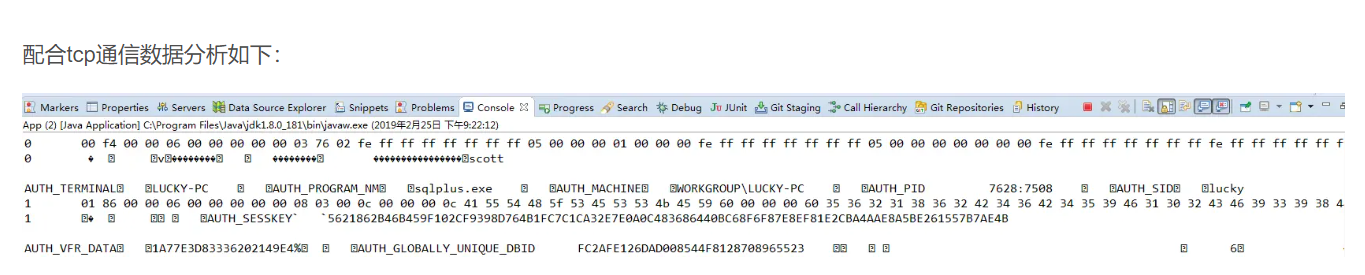 配合tcp通信数据分析如下：
Markers Properties Servers Data Source Explorer Snippets Problems Console Progress Search Debug JUnit Git Staging Call Hierarchy Git Repositories History
App (2) [Java Application] C:\Program Files\Java\jdk1.8.0_181\bin\javaw.exe (2019年2月25日 下午9:22:12)
0 00 f4 00 00 06 00 00 00 00 00 03 76 02 fe ff ff ff ff ff ff ff 05 00 00 00 01 00 00 00 fe ff ff ff ff ff ff ff 05 00 00 00 00 00 00 00 fe ff ff ff ff ff ff ff fe ff ff ff ff ff ff f
0 v scott
AUTH_TERMINAL LUCKY-PC AUTH_PROGRAM_NM sqlplus.exe AUTH_MACHINE WORKGROUP\LUCKY-PC AUTH_PID 7628:7508 AUTH_SID lucky
1 01 86 00 00 06 00 00 00 00 00 08 03 00 0c 00 00 00 0c 41 55 54 48 5f 53 45 53 53 4b 45 59 60 00 00 00 60 35 36 32 31 38 36 32 42 34 36 42 34 35 39 46 31 30 32 43 46 39 33 39 38 4
1 AUTH_SESSKEY` `5621862B46B459F102CF9398D764B1FC7C1CA32E7E0A0C483686440BC68F6F87E8EF81E2CBA4AAE8A5BE261557B7AE4B
AUTH_VFR_DATA 1A77E3D83336202149E4% AUTH_GLOBALLY_UNIQUE_DBID FC2AFE126DAD008544F8128708965523 6